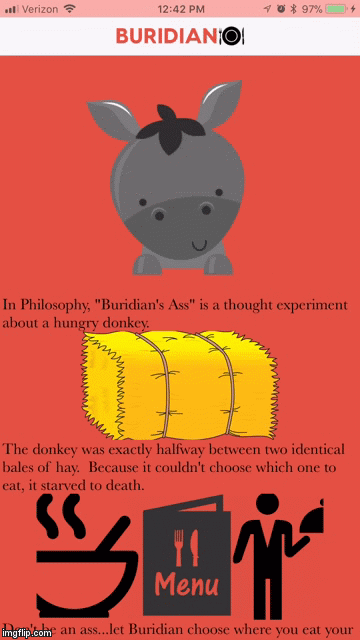 Verizon 12:42 PM 97%
BURIDIAN
In Philosophy, "Buridian's Ass" is a thought experiment
about a hungry donkey.
The donkey was exactly halfway between two identical
bales of hay.  Because it couldn't choose which one to
eat, it starved to death.
Menu
Don't be an ass...let Buridian choose where you eat your
imgflip.com